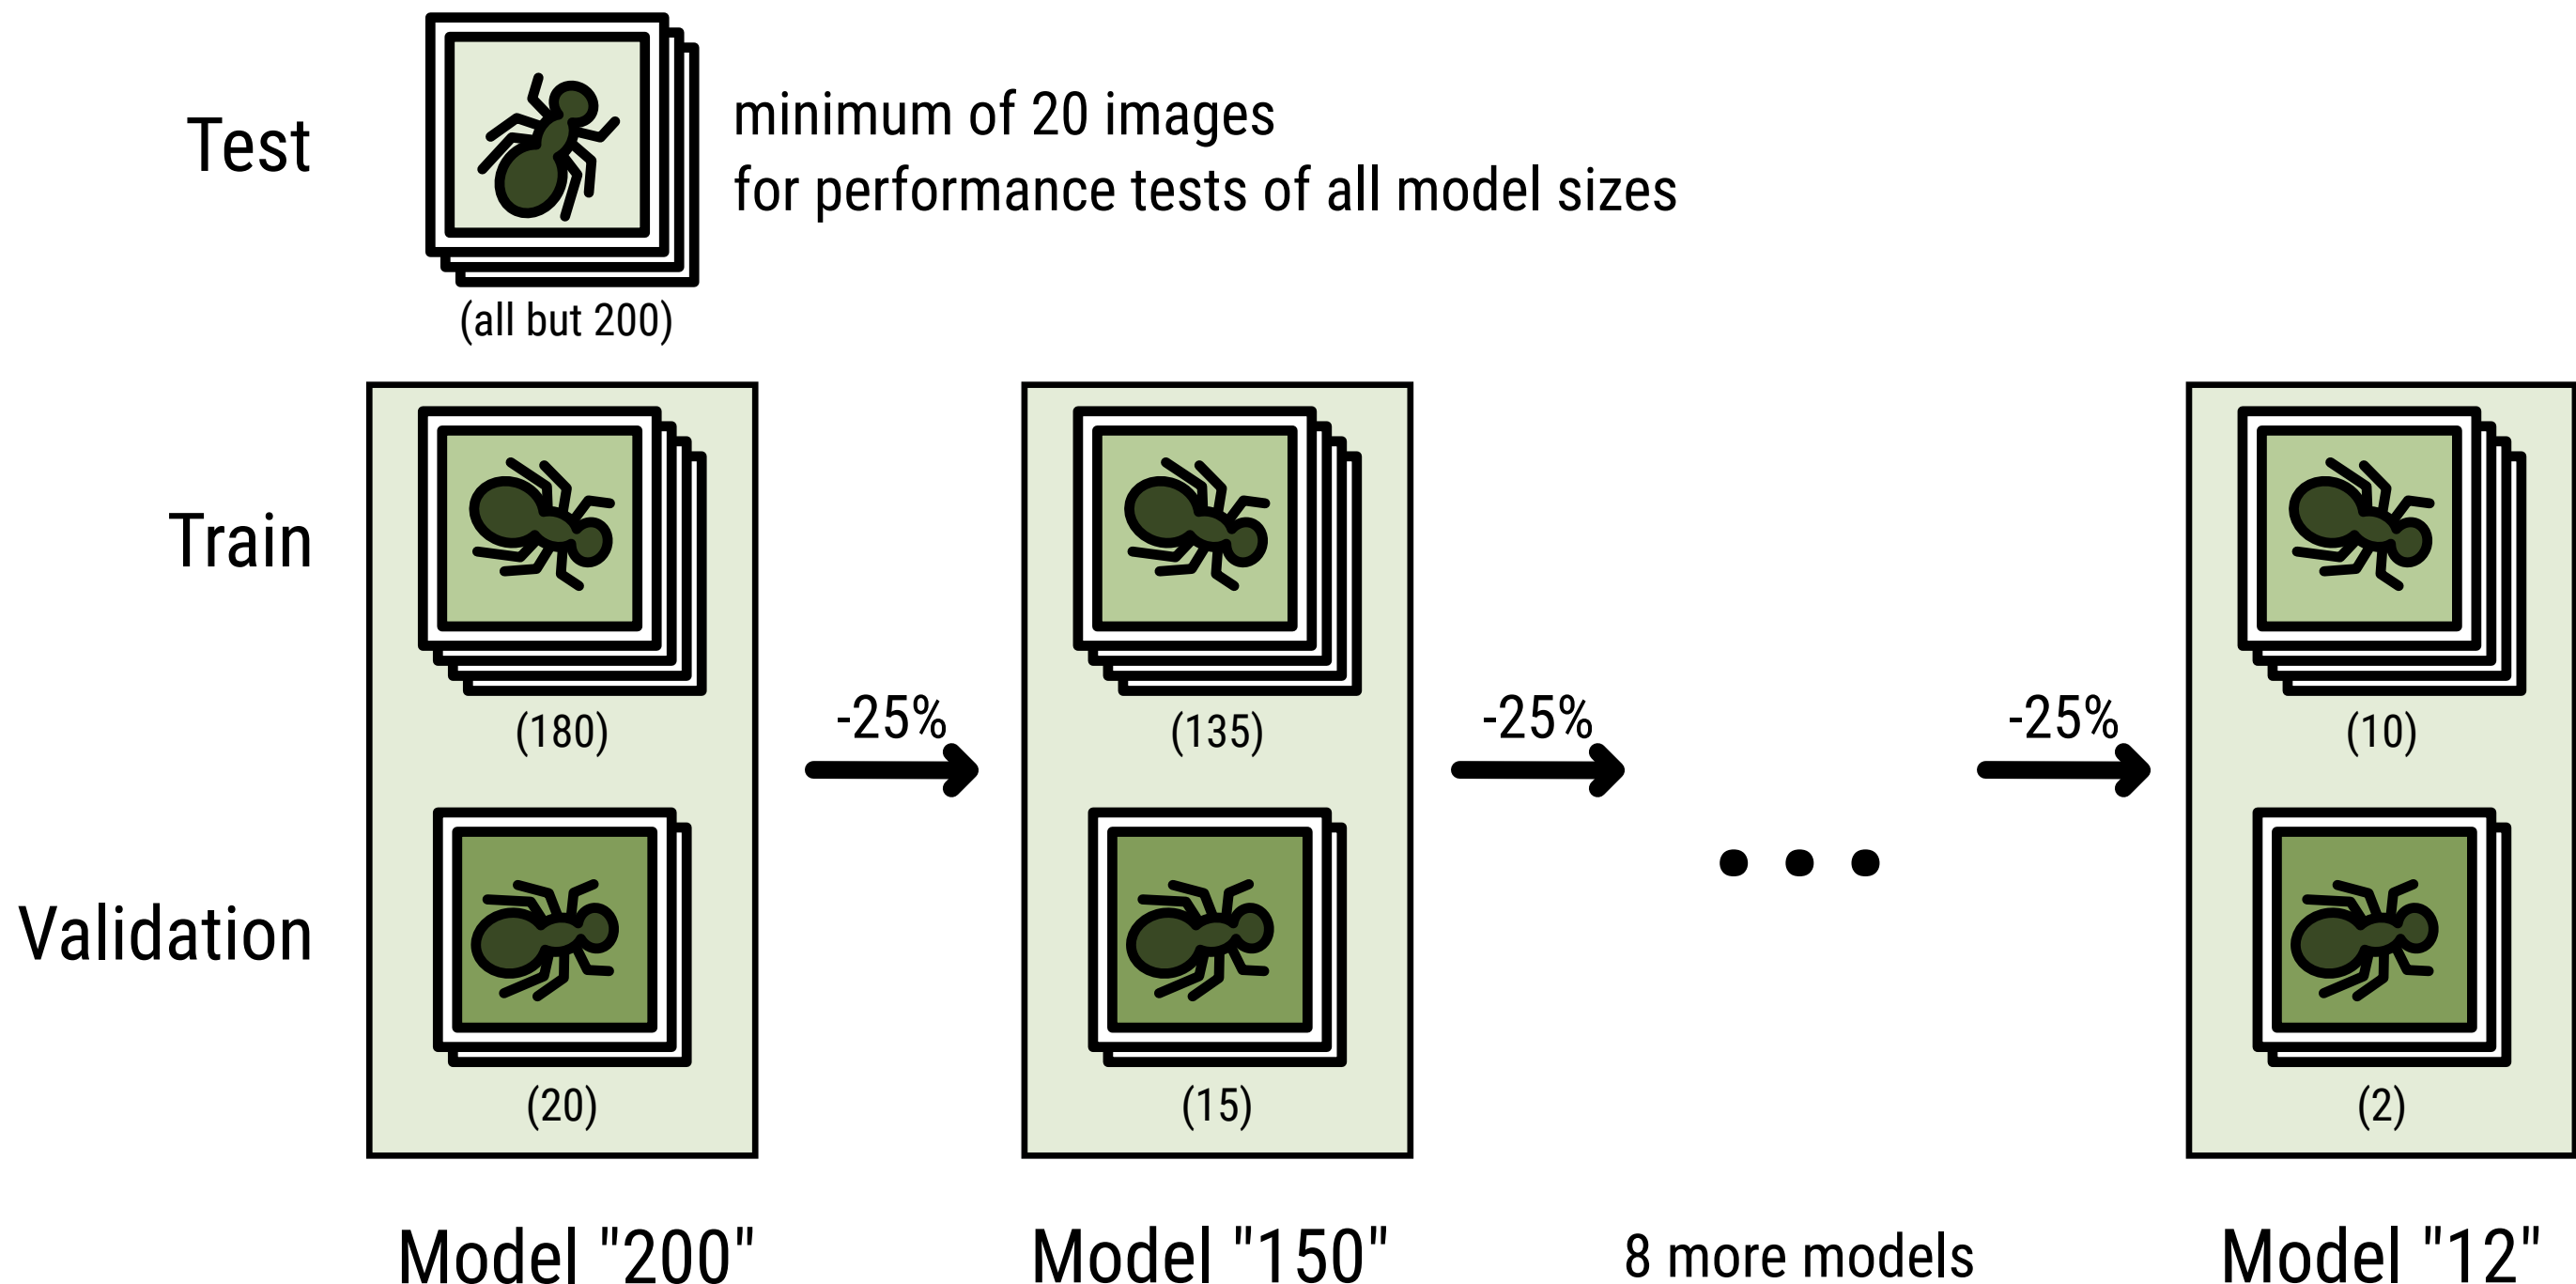 Test
minimum of 20 images
for performance tests of all model sizes
(all but 200)
Train
(180)
-25%
(135)
-25%
-25%
(10)
Validation
(20)
(15)
(2)
Model "200"
Model "150"
8 more models
Model "12"